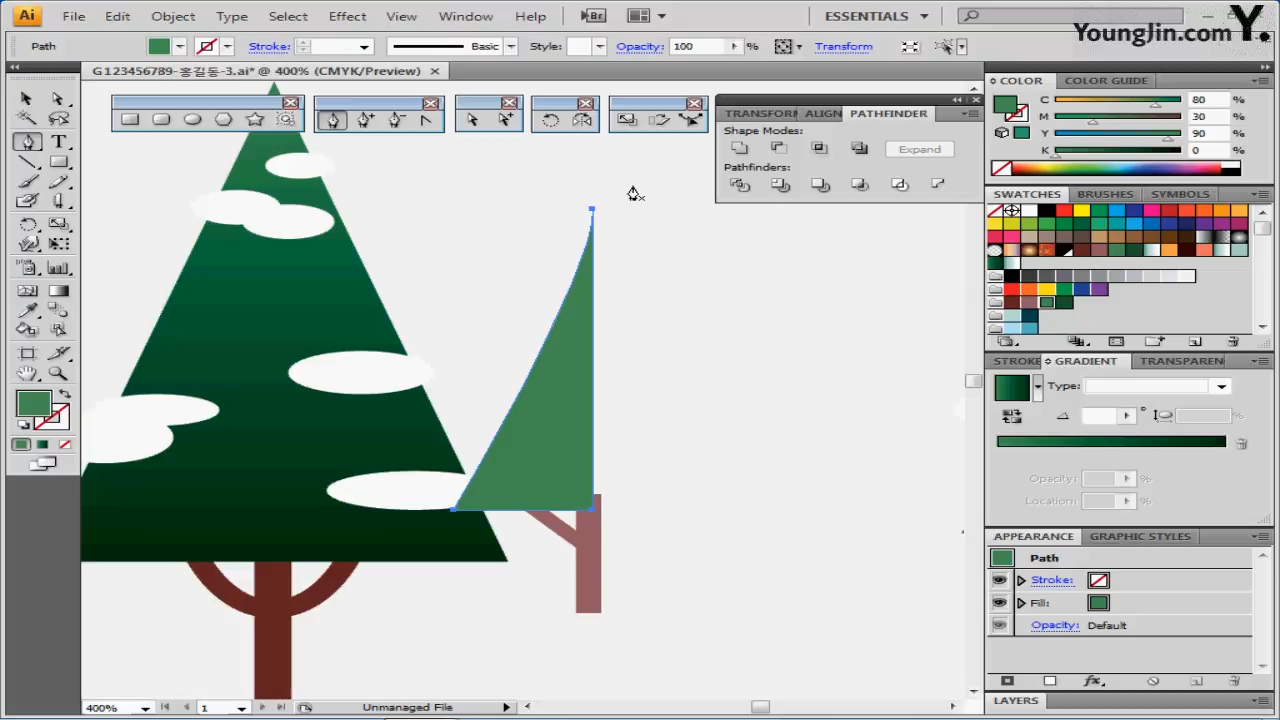 Ai File Edit Object Type Select Effect View Window Help Br ESSENTIALS
Y.
YoungJin.com
Path Stroke: Basic Style: Opacity: 100 % Transform
G123456789-홍길동-3.ai* @ 400% (CMYK/Preview)
COLOR COLOR GUIDE
C 80 %
M 30 %
Y 90 %
K 0 %
TRANSFORM ALIGN PATHFINDER
Shape Modes:
Expand
Pathfinders:
T
SWATCHES BRUSHES SYMBOLS
STROKE GRADIENT TRANSPAREN
Type:
°
%
Opacity: %
Location: %
APPEARANCE GRAPHIC STYLES
Path
Stroke:
Fill:
Opacity: Default
fx
LAYERS
400% 1 Unmanaged File